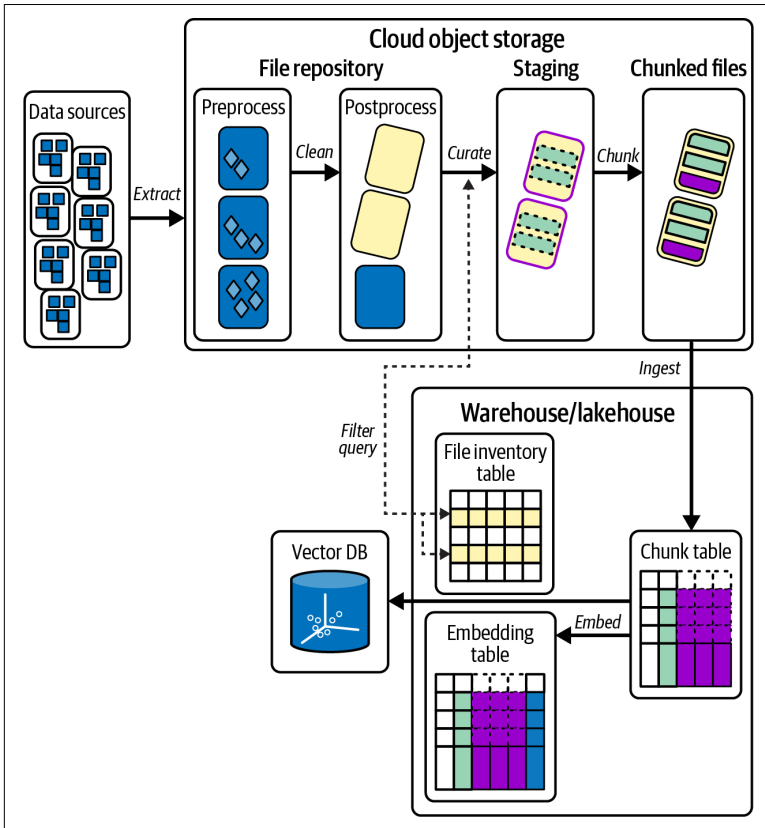 Cloud object storage
File repository
Staging
Chunked files
Data sources
Preprocess
Postprocess
Extract
Clean
Curate
Chunk
Ingest
Warehouse/lakehouse
Filter
query
File inventory
table
Vector DB
Chunk table
Embed
Embedding
table